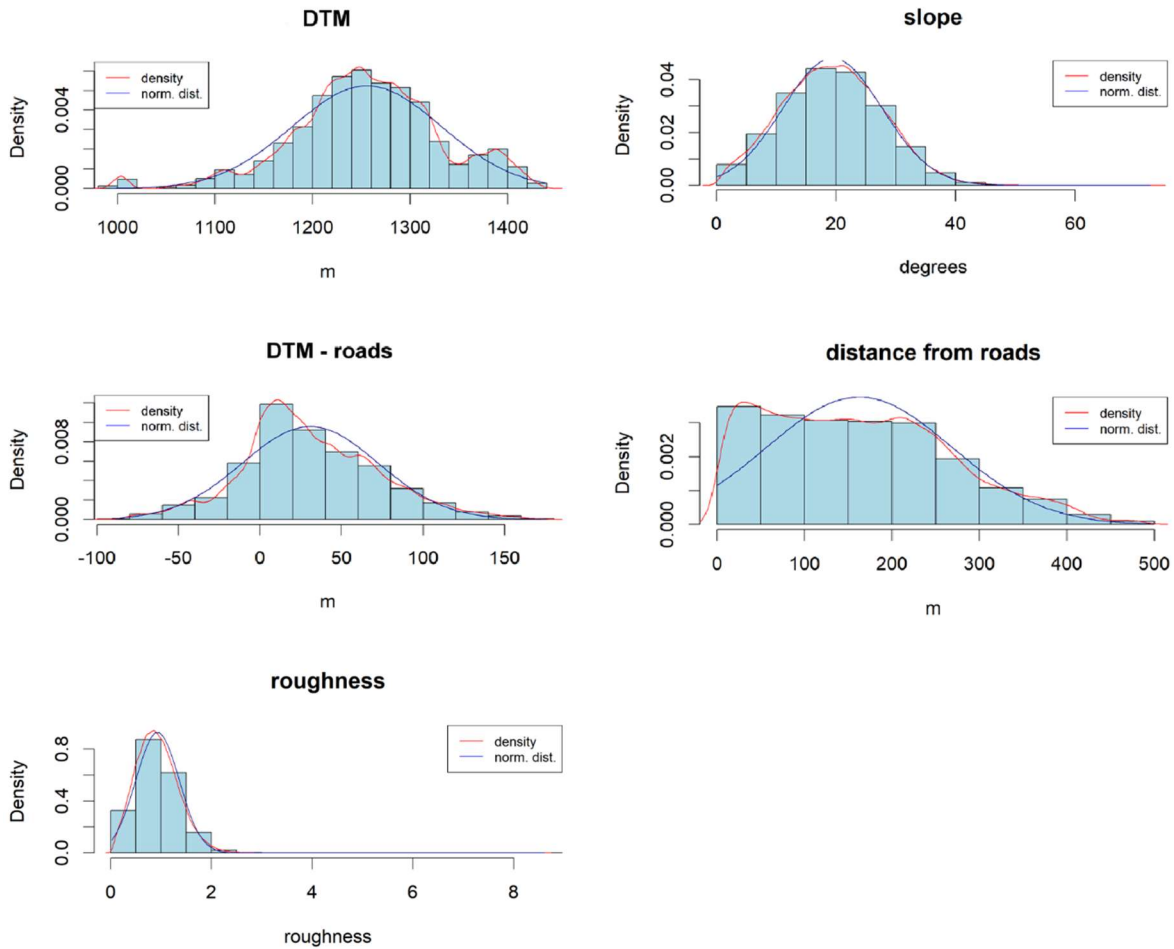 DTM
density
norm. dist.
Density
0.000
0.004
1000 1100 1200 1300 1400
m
slope
density
norm. dist.
Density
0.00
0.02
0.04
0 20 40 60
degrees
DTM - roads
density
norm. dist.
Density
0.000
0.008
-100 -50 0 50 100 150
m
distance from roads
density
norm. dist.
Density
0.000
0.002
0 100 200 300 400 500
m
roughness
density
norm. dist.
Density
0.0
0.4
0.8
0 2 4 6 8
roughness